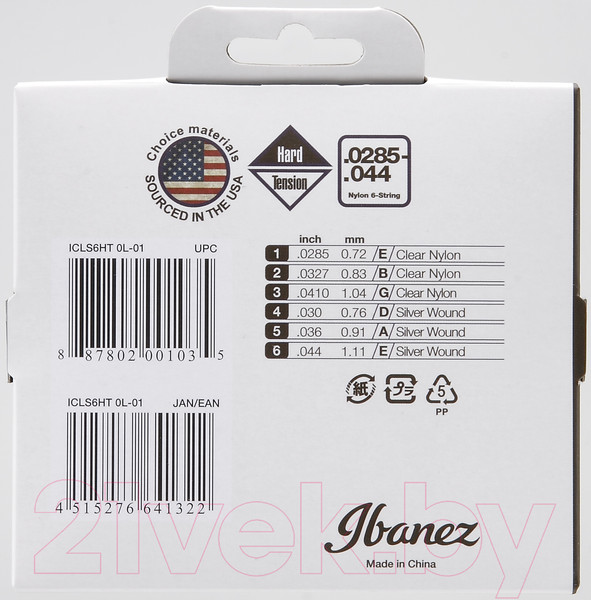 Choice materials
SOURCED IN THE USA
Hard
Tension
.0285-
.044
Nylon 6-String
ICLS6HT 0L-01 UPC
8 87802 00103 5
ICLS6HT 0L-01 JAN/EAN
4 515276 641322
inch mm
1 .0285 0.72 /E/ Clear Nylon
2 .0327 0.83 /B/ Clear Nylon
3 .0410 1.04 /G/ Clear Nylon
4 .030 0.76 /D/ Silver Wound
5 .036 0.91 /A/ Silver Wound
6 .044 1.11 /E/ Silver Wound
紙 プラ 5
PP
21vek.by
Ibanez
Made in China